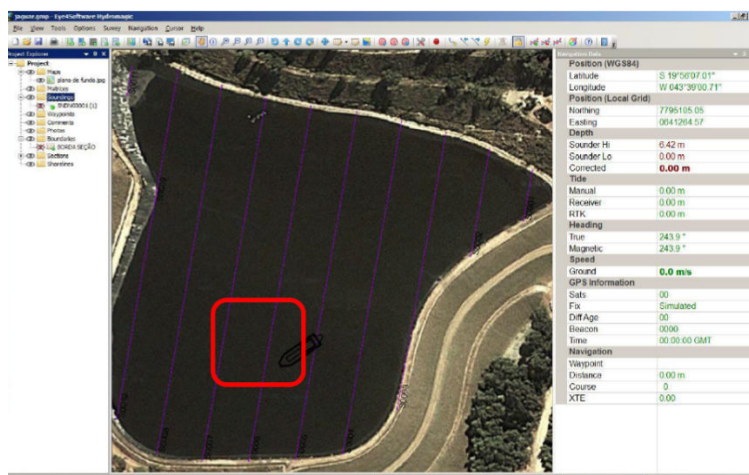 jaguar.gmp - Eye4Software Hydromagic
File View Tools Options Survey Navigation Cursor Help
Project Explorer
Project
Maps
plano de fundo.jpg
Matrices
Soundings
Waypoints
Comments
Photos
Boundaries
BORDA SEÇÃO
Sections
Shorelines
Navigation Data
Position (WGS84)
Latitude S 19°56'07.01"
Longitude W 043°39'00.71"
Position (Local Grid)
Northing 7795105.05
Easting 0641264.57
Depth
Sounder Hi 6.42 m
Sounder Lo 0.00 m
Corrected 0.00 m
Tide
Manual 0.00 m
Receiver 0.00 m
RTK 0.00 m
Heading
True 243.9 °
Magnetic 243.9 °
Speed
Ground 0.0 m/s
GPS Information
Sats 00
Fix Simulated
Diff Age 00
Beacon 0000
Time 00:00:00 GMT
Navigation
Waypoint
Distance 0.00 m
Course 0
XTE 0.00